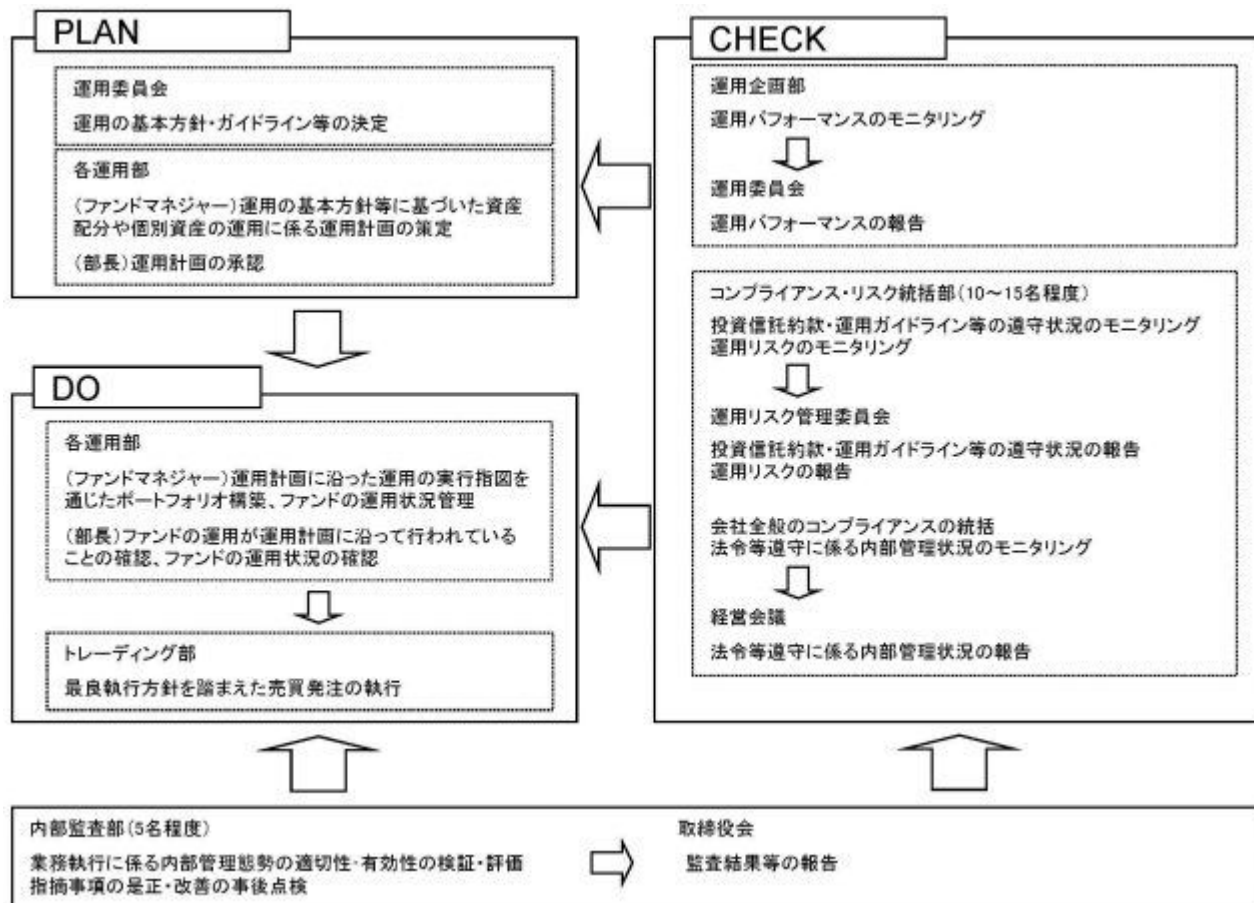 PLAN
運用委員会
運用の基本方針・ガイドライン等の決定
各運用部
(ファンドマネジャー)運用の基本方針等に基づいた資産
配分や個別資産の運用に係る運用計画の策定
(部長)運用計画の承認
DO
各運用部
(ファンドマネジャー)運用計画に沿った運用の実行指図を
通じたポートフォリオ構築、ファンドの運用状況管理
(部長)ファンドの運用が運用計画に沿って行われている
ことの確認、ファンドの運用状況の確認
トレーディング部
最良執行方針を踏まえた売買発注の執行
CHECK
運用企画部
運用パフォーマンスのモニタリング
運用委員会
運用パフォーマンスの報告
コンプライアンス・リスク統括部(10~15名程度)
投資信託約款・運用ガイドライン等の遵守状況のモニタリング
運用リスクのモニタリング
運用リスク管理委員会
投資信託約款・運用ガイドライン等の遵守状況の報告
運用リスクの報告
会社全般のコンプライアンスの統括
法令等遵守に係る内部管理状況のモニタリング
経営会議
法令等遵守に係る内部管理状況の報告
内部監査部(5名程度)
業務執行に係る内部管理態勢の適切性・有効性の検証・評価
指摘事項の是正・改善の事後点検
取締役会
監査結果等の報告